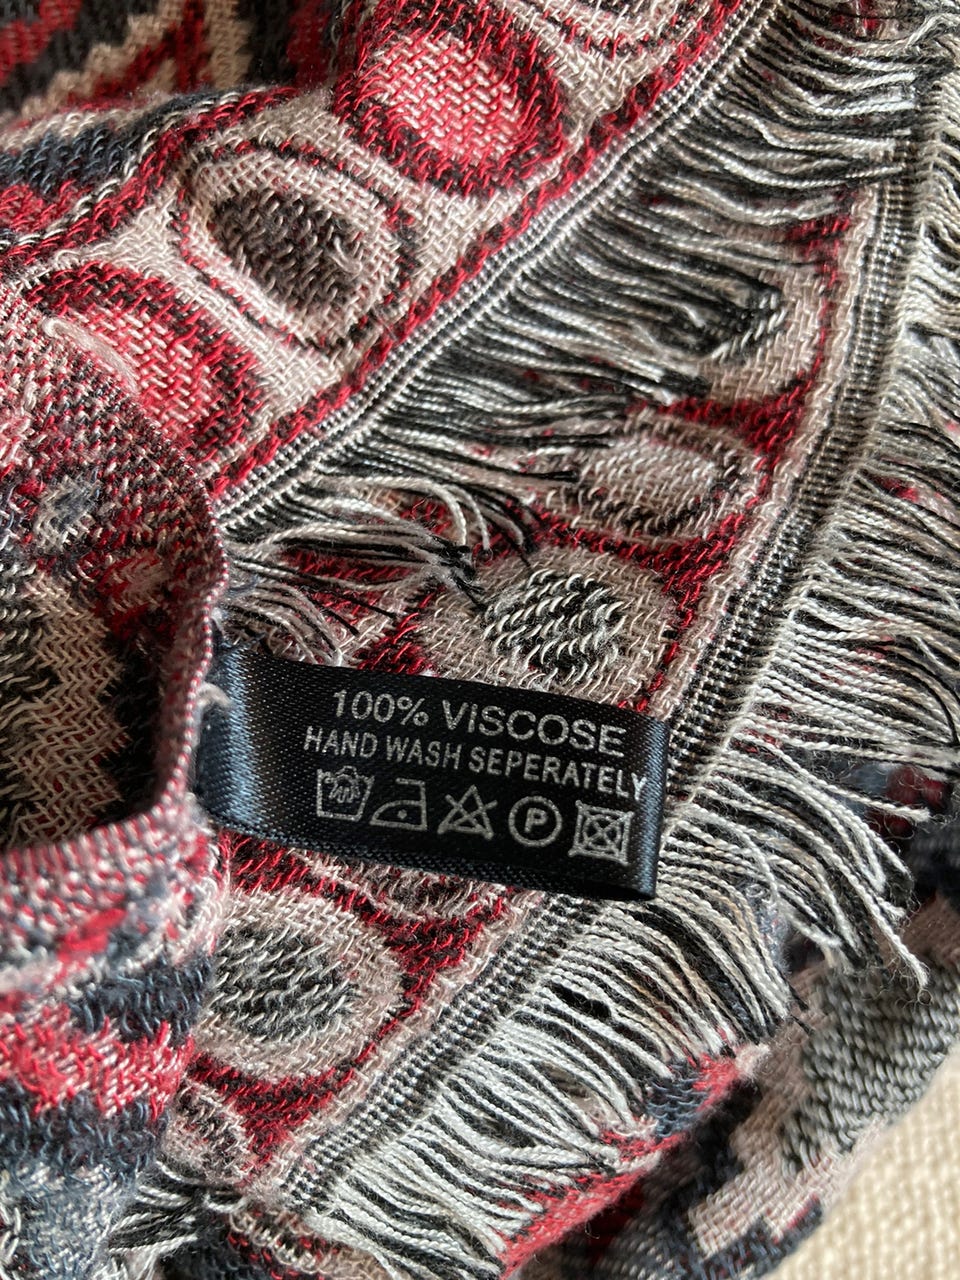 100% VISCOSE
HAND WASH SEPERATELY
P